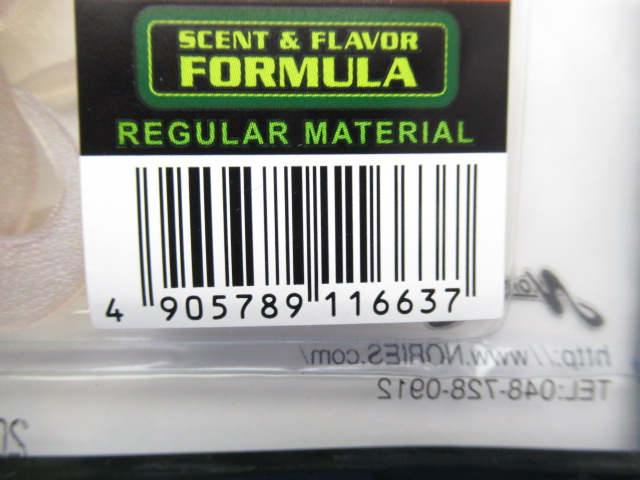 SCENT & FLAVOR
FORMULA
REGULAR MATERIAL
4 905789 116637
http://www.NORIES.com/
TEL:048-728-0912